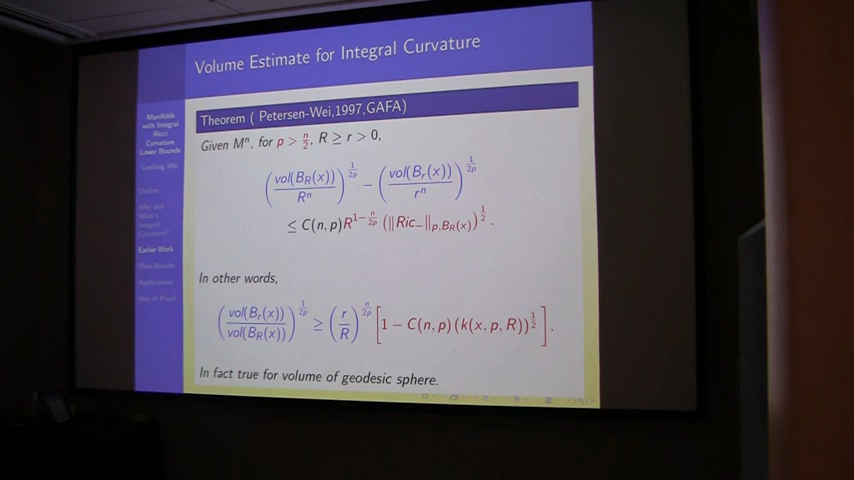 Volume Estimate for Integral Curvature
Manifolds
with Integral
Ricci
Curvature
Lower Bounds
Guofang Wei
Outline
Why and
What's
Integral
Curvature?
Earlier Work
Main Results
Applications
Idea of Proof
Theorem ( Petersen-Wei,1997,GAFA)
Given M^n, for p > n/2, R ≥ r > 0,
(vol(B_R(x))/R^n)^{1/2p} − (vol(B_r(x))/r^n)^{1/2p}
≤ C(n, p)R^{1−n/2p} (‖Ric_−‖_{p,B_R(x)})^{1/2}.
In other words,
(vol(B_r(x))/vol(B_R(x)))^{1/2p} ≥ (r/R)^{n/2p} [1 − C(n, p) (k(x, p, R))^{1/2}].
In fact true for volume of geodesic sphere.